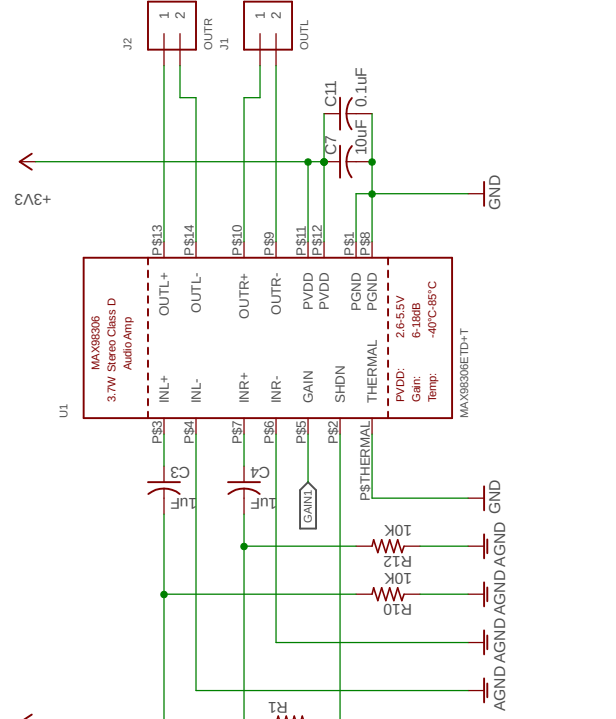 1
2
J2
OUTR
1
2
J1
OUTL
C11
0.1uF
C7
10uF
+3V3
GND
P$13
P$14
P$10
P$9
P$11
P$12
P$1
P$8
OUTL+
OUTL-
OUTR+
OUTR-
PVDD
PVDD
PGND
PGND
MAX98306
3.7W Stereo Class D
Audio Amp
PVDD: 2.6-5.5V
Gain: 6-18dB
Temp: -40°C-85°C
INL+
INL-
INR+
INR-
GAIN
SHDN
THERMAL
U1
MAX98306ETD+T
P$3
P$4
P$7
P$6
P$5
P$2
P$THERMAL
C3
1uF
C4
1uF
GAIN1
GND
10K
R12
AGND
10K
R10
AGND
AGND
AGND
R1